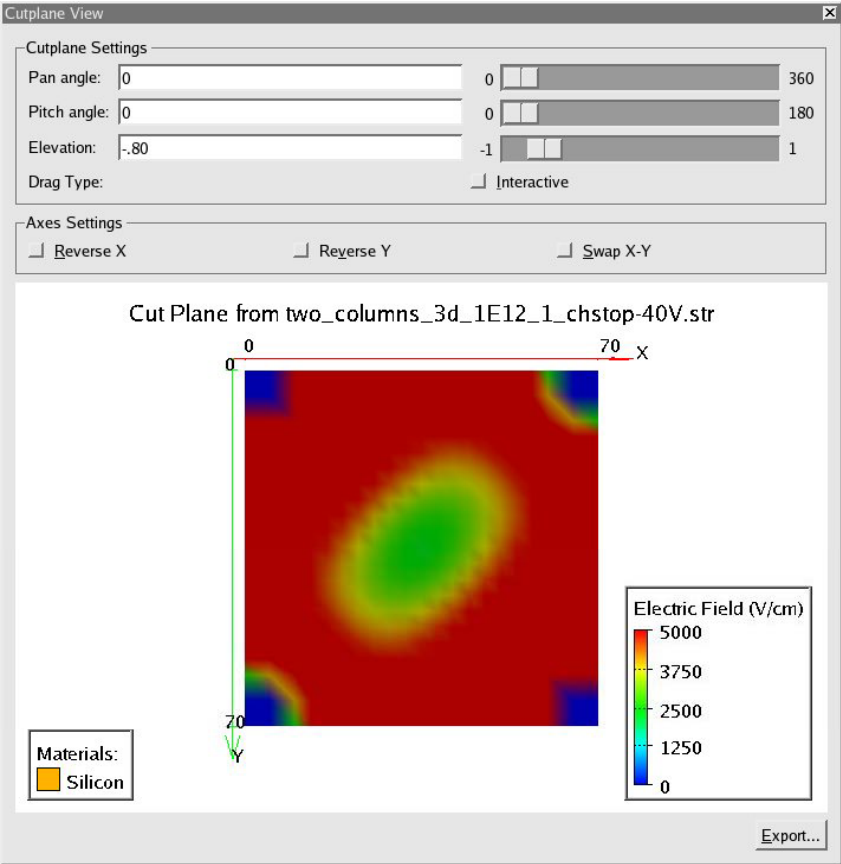 Cutplane View
Cutplane Settings
Pan angle: 0 0 360
Pitch angle: 0 0 180
Elevation: -.80 -1 1
Drag Type: Interactive
Axes Settings
Reverse X Reverse Y Swap X-Y
Cut Plane from two_columns_3d_1E12_1_chstop-40V.str
0 70 X
0
70
Y
Electric Field (V/cm)
5000
3750
2500
1250
0
Materials:
Silicon
Export...